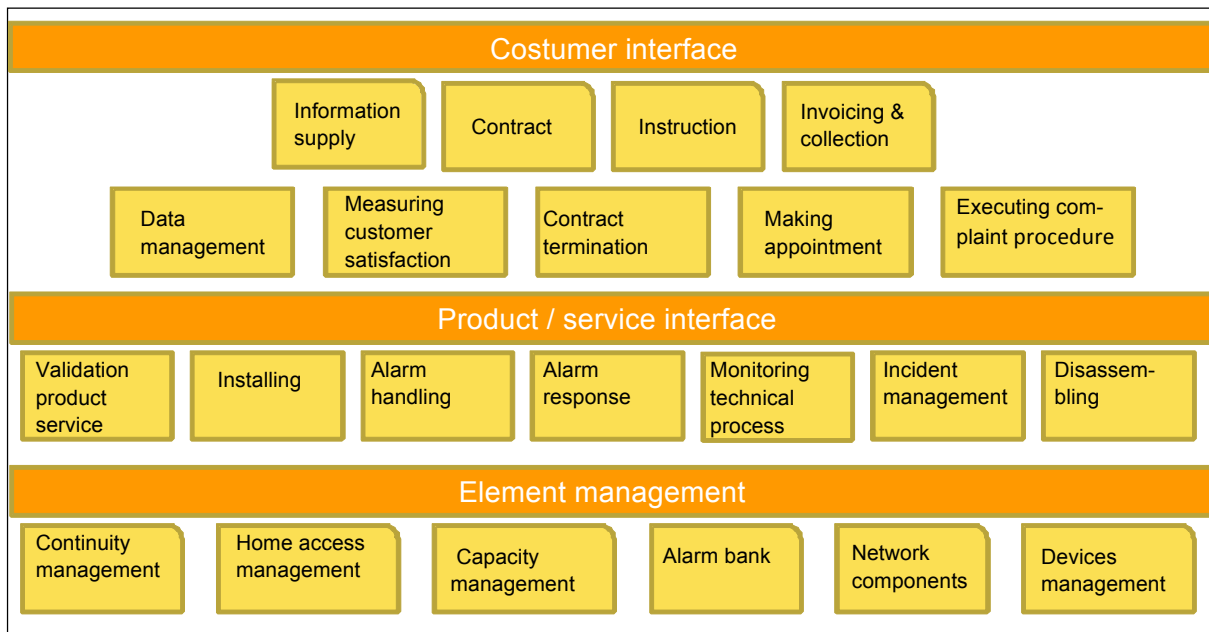 Costumer interface
Information
supply
Contract
Instruction
Invoicing &
collection
Data
management
Measuring
customer
satisfaction
Contract
termination
Making
appointment
Executing com-
plaint procedure
Product / service interface
Validation
product
service
Installing
Alarm
handling
Alarm
response
Monitoring
technical
process
Incident
management
Disassem-
bling
Element management
Continuity
management
Home access
management
Capacity
management
Alarm bank
Network
components
Devices
management